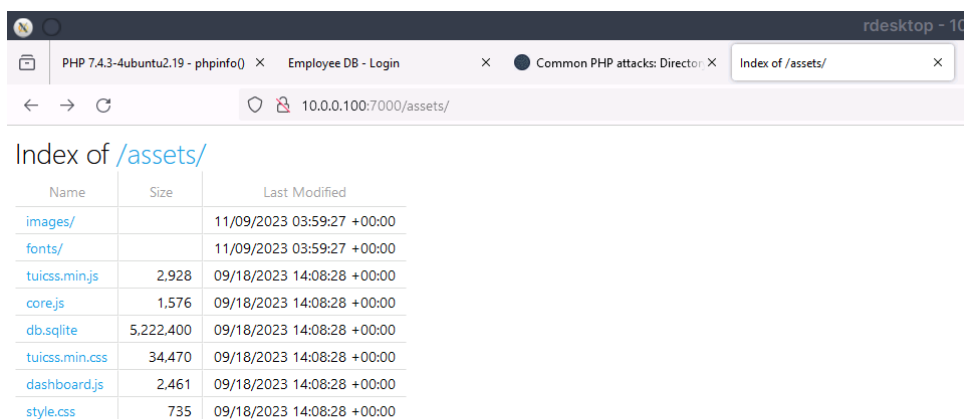 rdesktop - 10
PHP 7.4.3-4ubuntu2.19 - phpinfo() × Employee DB - Login × Common PHP attacks: Director × Index of /assets/ ×
10.0.0.100:7000/assets/
Index of /assets/
Name Size Last Modified
images/ 11/09/2023 03:59:27 +00:00
fonts/ 11/09/2023 03:59:27 +00:00
tuicss.min.js 2,928 09/18/2023 14:08:28 +00:00
core.js 1,576 09/18/2023 14:08:28 +00:00
db.sqlite 5,222,400 09/18/2023 14:08:28 +00:00
tuicss.min.css 34,470 09/18/2023 14:08:28 +00:00
dashboard.js 2,461 09/18/2023 14:08:28 +00:00
style.css 735 09/18/2023 14:08:28 +00:00